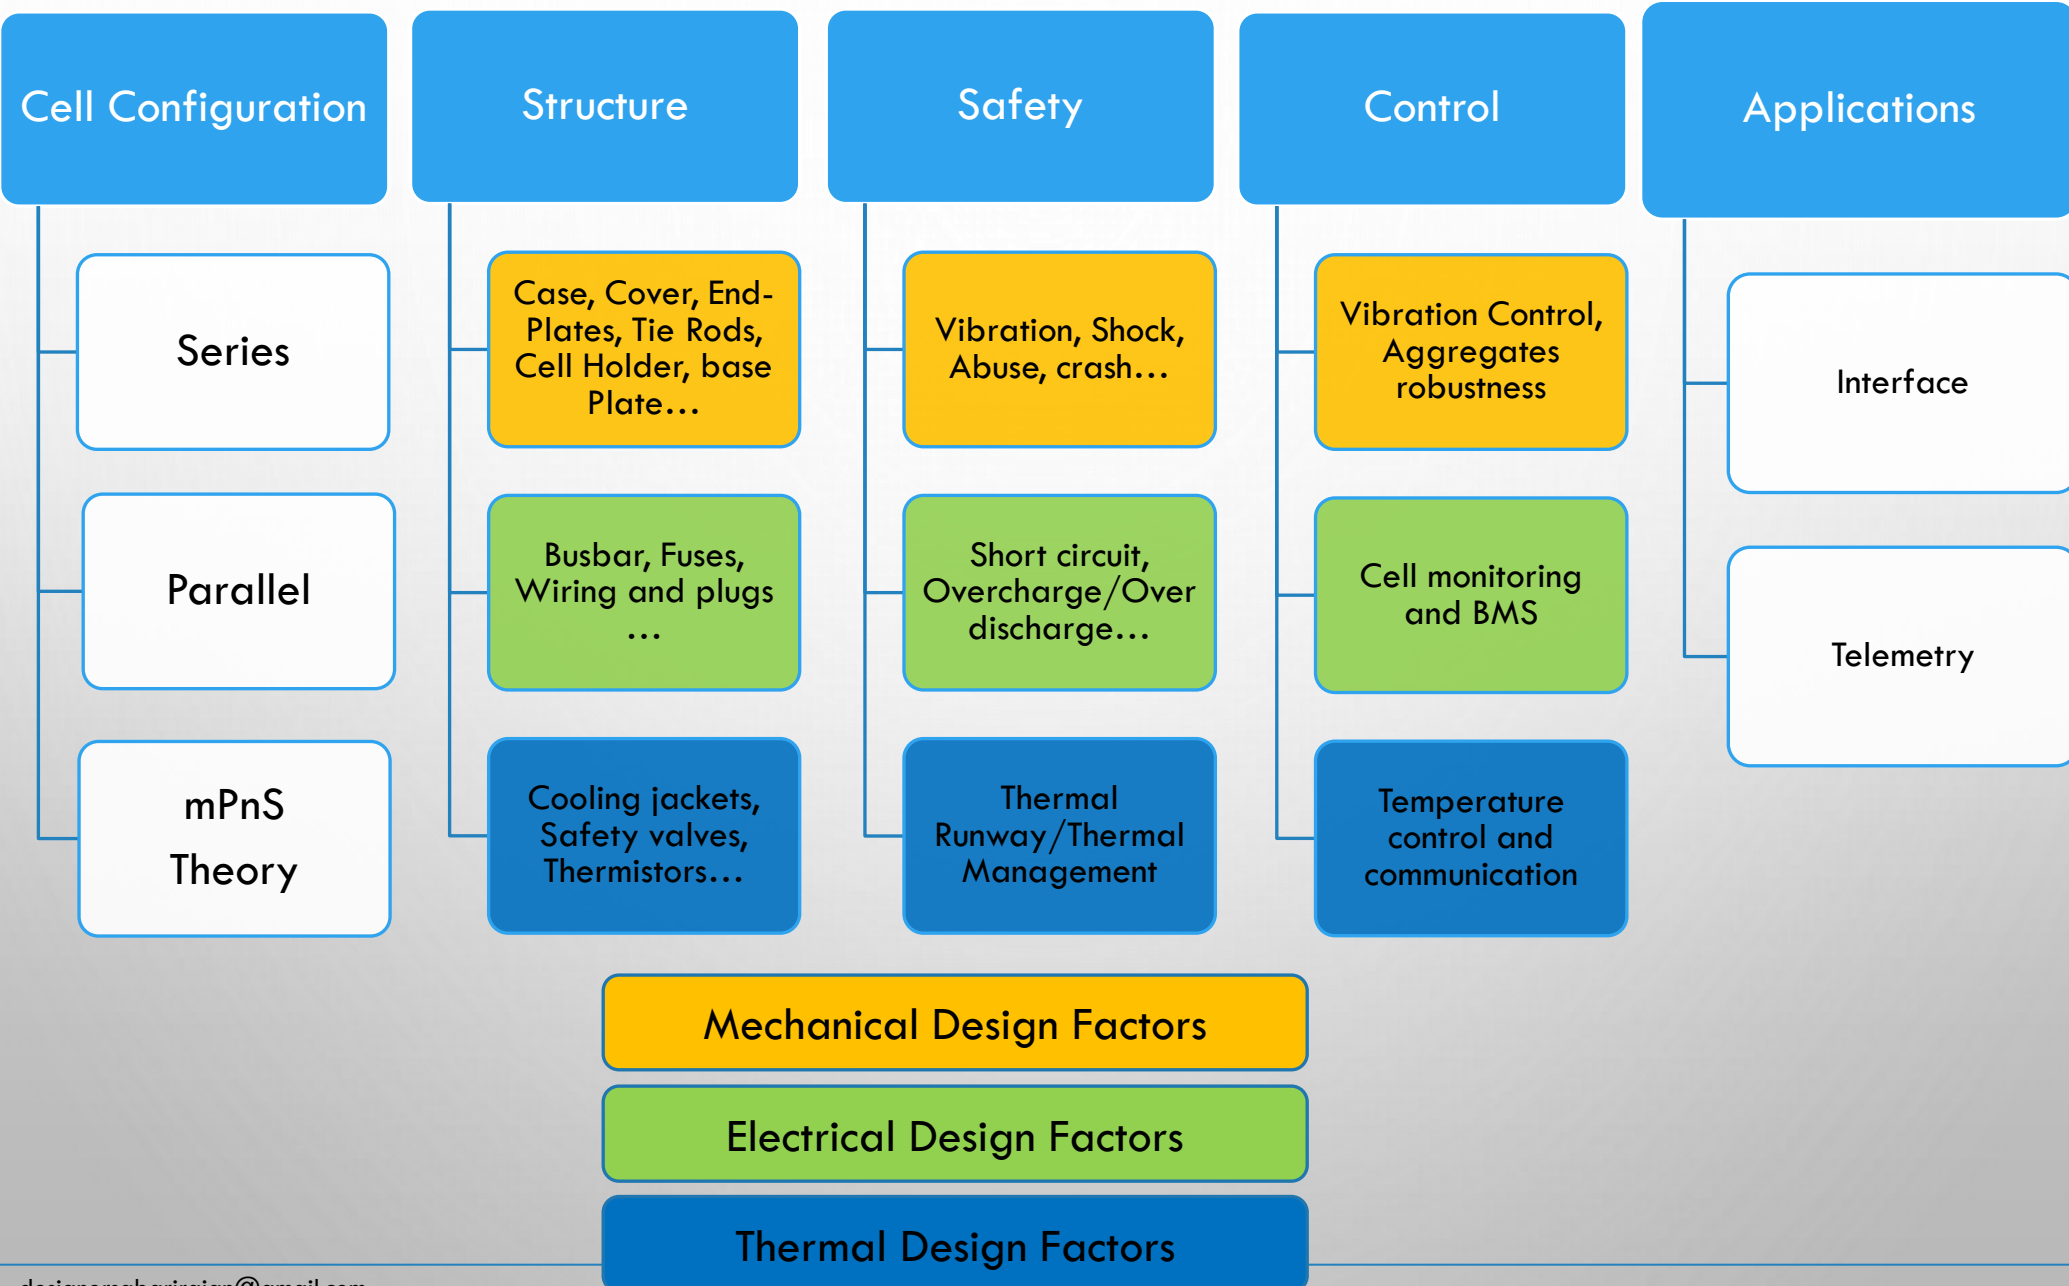 Cell Configuration
Series
Parallel
mPnS
Theory
Structure
Case, Cover, End-
Plates, Tie Rods,
Cell Holder, base
Plate...
Busbar, Fuses,
Wiring and plugs
...
Cooling jackets,
Safety valves,
Thermistors...
Safety
Vibration, Shock,
Abuse, crash...
Short circuit,
Overcharge/Over
discharge...
Thermal
Runway/Thermal
Management
Control
Vibration Control,
Aggregates
robustness
Cell monitoring
and BMS
Temperature
control and
communication
Applications
Interface
Telemetry
Mechanical Design Factors
Electrical Design Factors
Thermal Design Factors